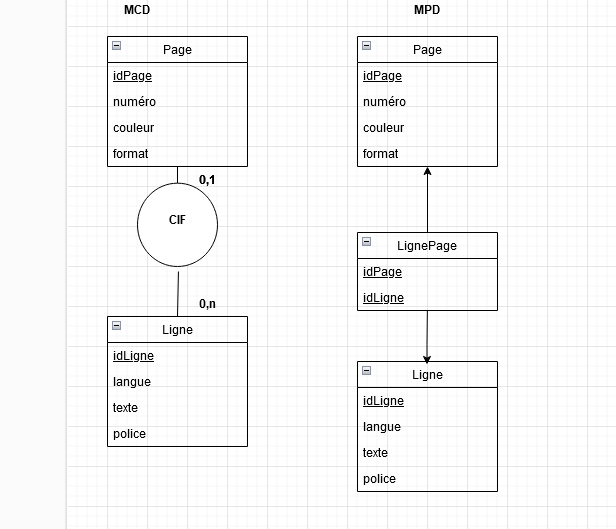 MCD
Page
idPage
numéro
couleur
format
0,1
CIF
0,n
Ligne
idLigne
langue
texte
police
MPD
Page
idPage
numéro
couleur
format
LignePage
idPage
idLigne
Ligne
idLigne
langue
texte
police